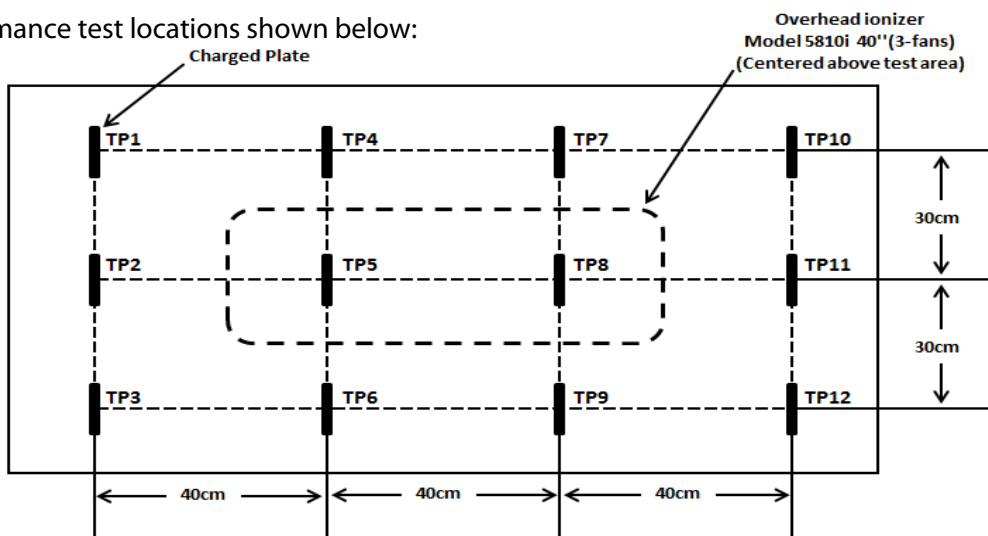 mance test locations shown below:
Overhead ionizer
Model 5810i 40''(3-fans)
(Centered above test area)
Charged Plate
TP1
TP4
TP7
TP10
30cm
TP2
TP5
TP8
TP11
30cm
TP3
TP6
TP9
TP12
40cm
40cm
40cm